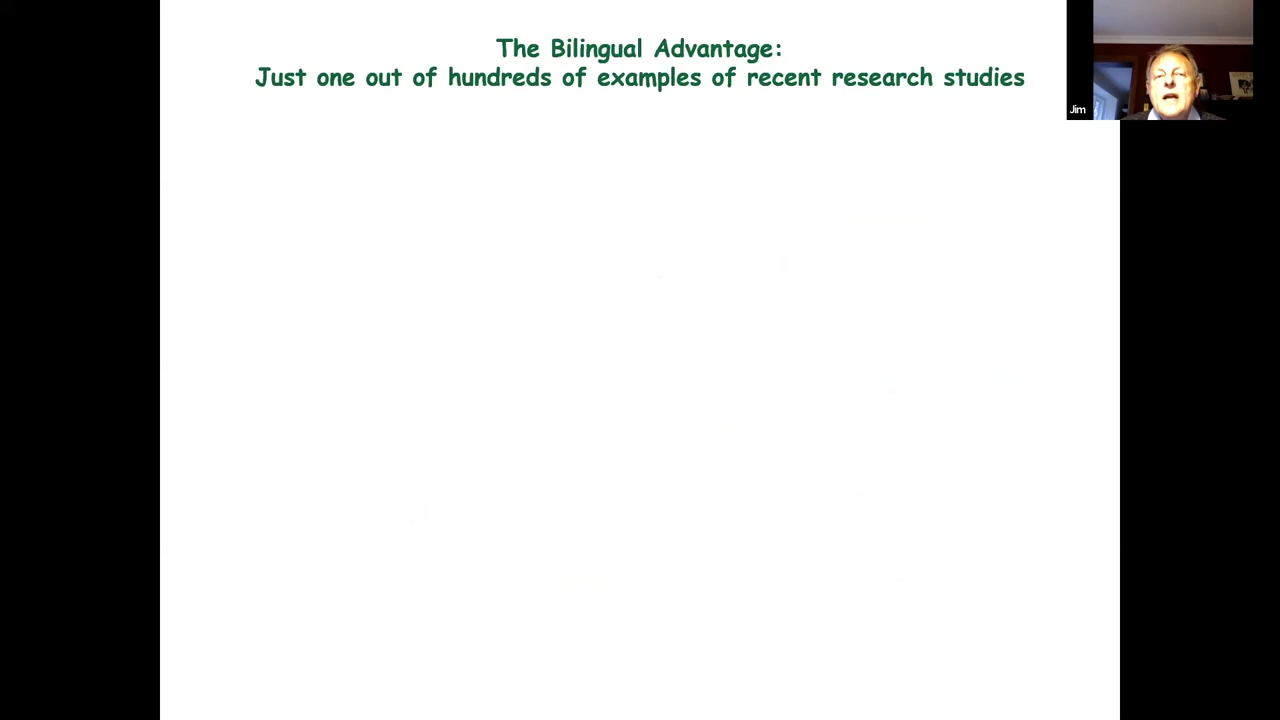 The Bilingual Advantage:
Just one out of hundreds of examples of recent research studies
Jim